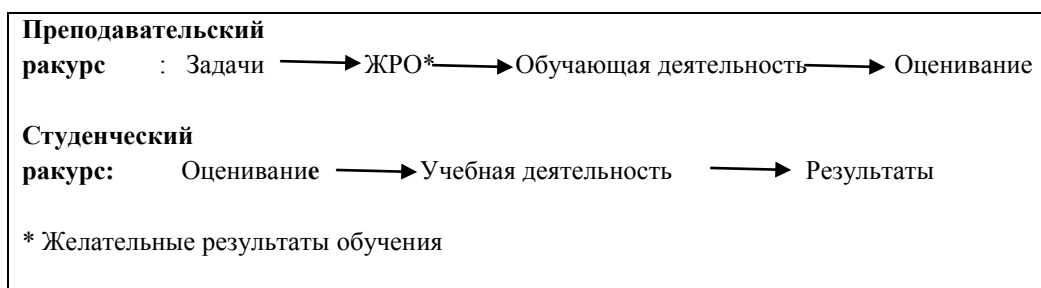 Преподавательский
ракурс : Задачи ЖРО* Обучающая деятельность Оценивание
Студенческий
ракурс: Оценивание Учебная деятельность Результаты
* Желательные результаты обучения